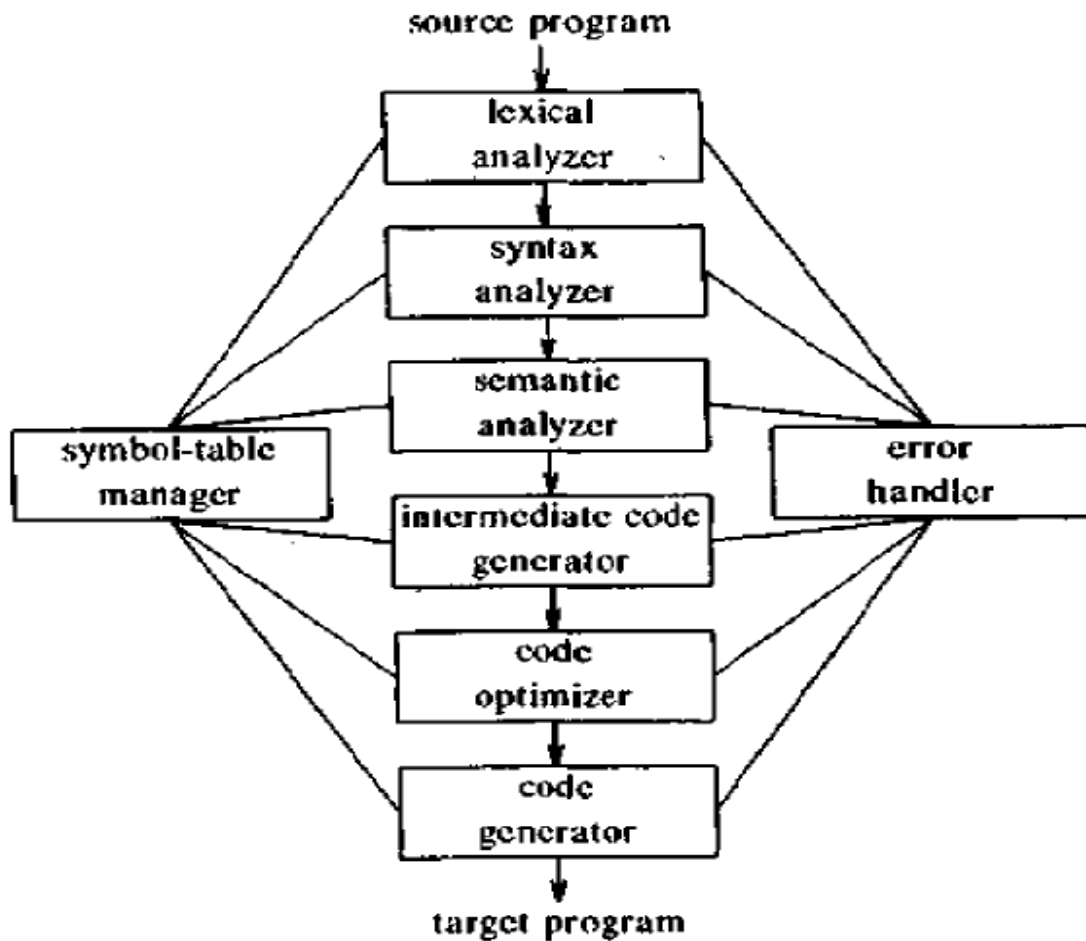 source program
lexical
analyzer
syntax
analyzer
semantic
analyzer
symbol-table
manager
error
handler
intermediate code
generator
code
optimizer
code
generator
target program